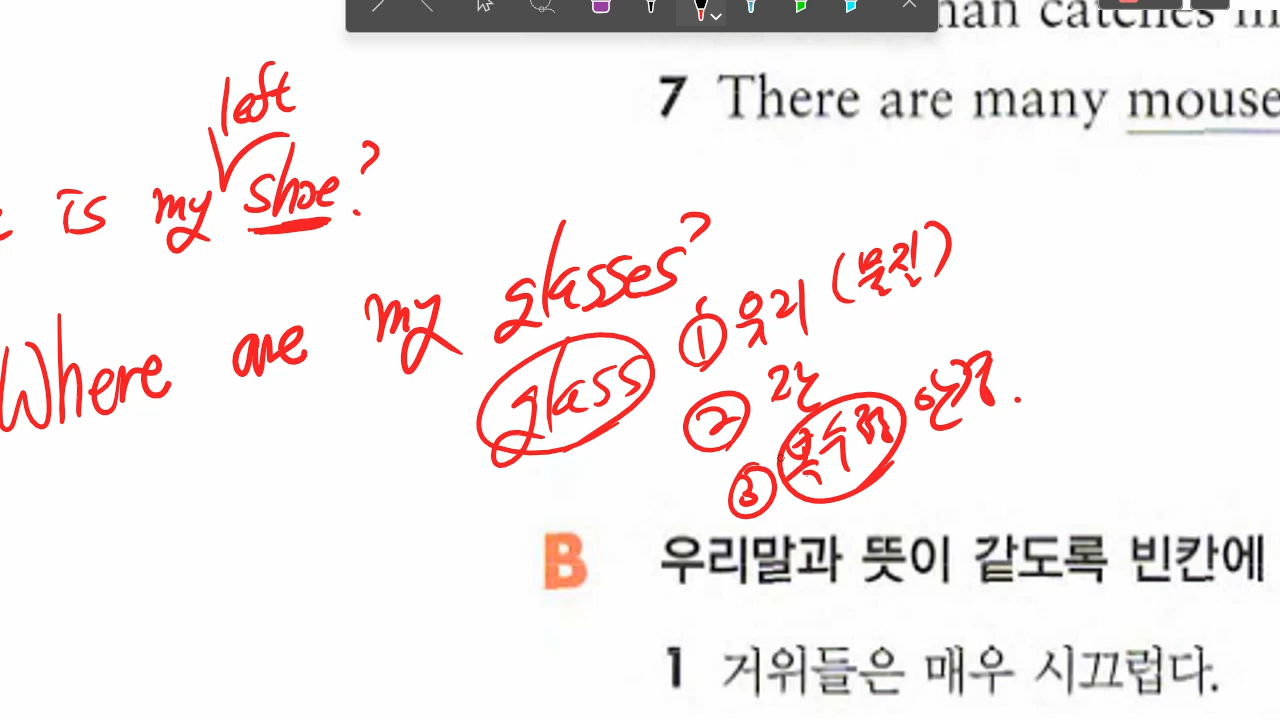 man catches m
7 There are many mouse
left
is my shoe?
Where are my glasses?
glass ① 유리 (물질)
② 잔
③ 복수형 안경.
B 우리말과 뜻이 같도록 빈칸에
1 거위들은 매우 시끄럽다.